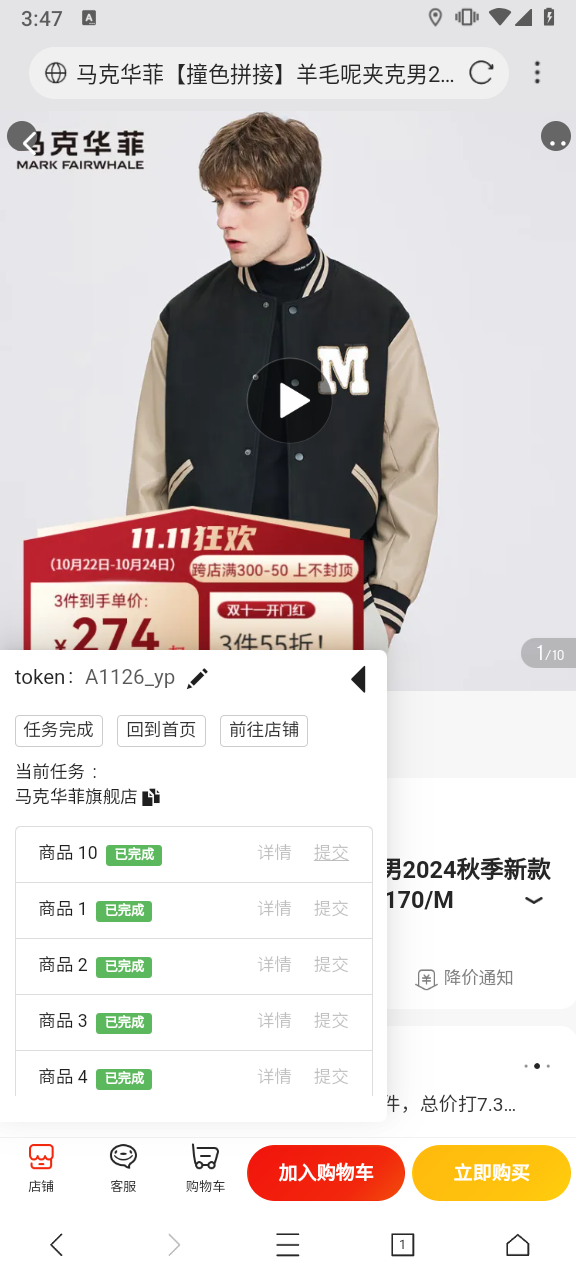 3:47
A
马克华菲【撞色拼接】羊毛呢夹克男2...
马克华菲
MARK FAIRWHALE
M
11.11狂欢
(10月22日-10月24日) 跨店满300-50 上不封顶
3件到手单价:
双十一开门红
¥274起
3件55折!
1/10
token: A1126_yp
任务完成 回到首页 前往店铺
当前任务 :
马克华菲旗舰店
商品 10 已完成 详情 提交
商品 1 已完成 详情 提交
商品 2 已完成 详情 提交
商品 3 已完成 详情 提交
商品 4 已完成 详情 提交
男2024秋季新款
170/M
降价通知
件，总价打7.3...
店铺 客服 购物车 加入购物车 立即购买
1